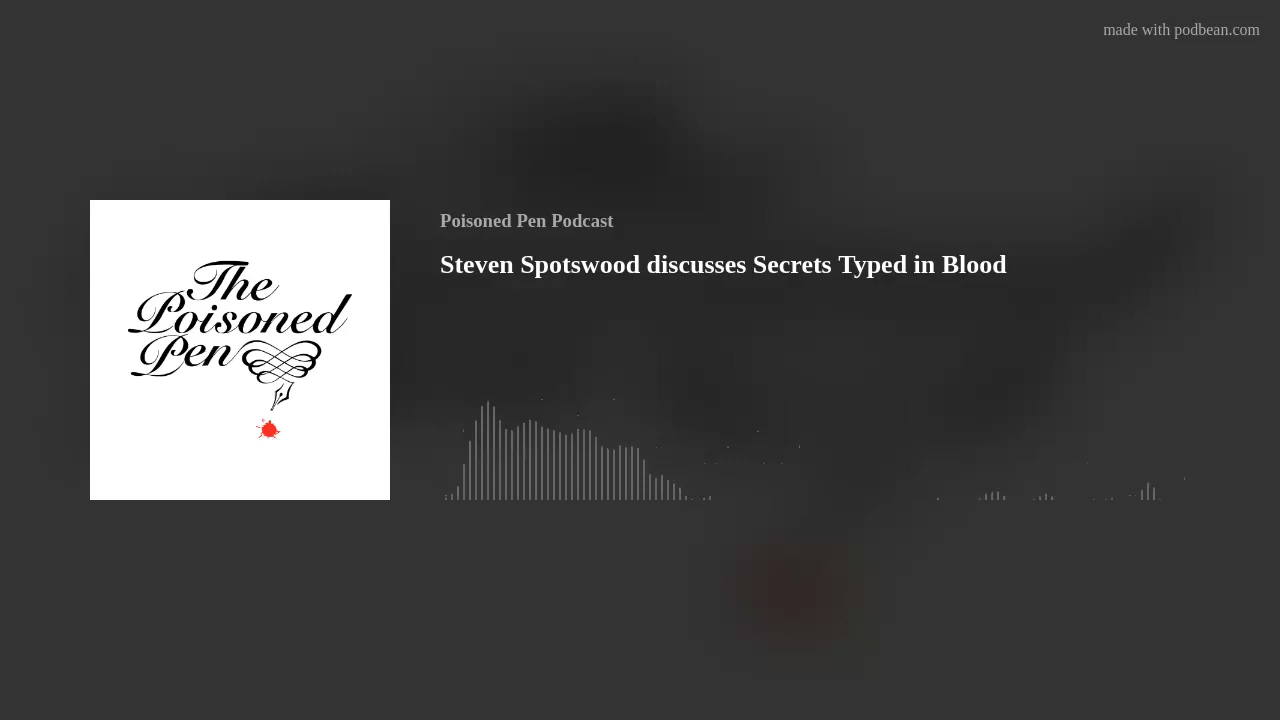 made with podbean.com
The
Poisoned
Pen
Poisoned Pen Podcast
Steven Spotswood discusses Secrets Typed in Blood